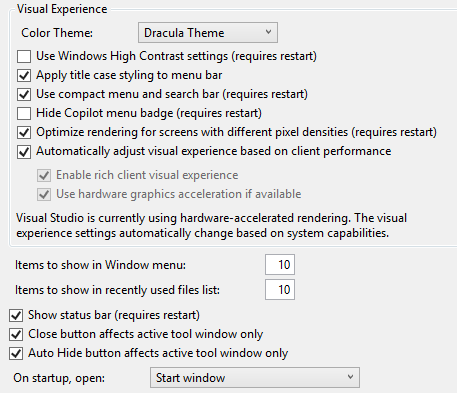 Visual Experience
Color Theme: Dracula Theme
Use Windows High Contrast settings (requires restart)
Apply title case styling to menu bar
Use compact menu and search bar (requires restart)
Hide Copilot menu badge (requires restart)
Optimize rendering for screens with different pixel densities (requires restart)
Automatically adjust visual experience based on client performance
Enable rich client visual experience
Use hardware graphics acceleration if available
Visual Studio is currently using hardware-accelerated rendering. The visual
experience settings automatically change based on system capabilities.
Items to show in Window menu: 10
Items to show in recently used files list: 10
Show status bar (requires restart)
Close button affects active tool window only
Auto Hide button affects active tool window only
On startup, open: Start window